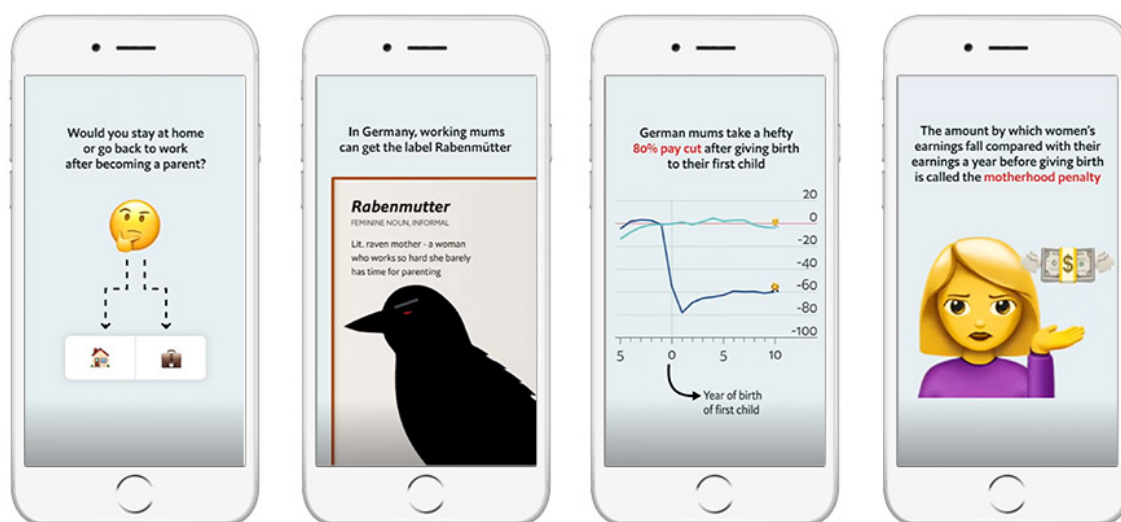 Would you stay at home
or go back to work
after becoming a parent?
In Germany, working mums
can get the label Rabenmütter
Rabenmutter
FEMININE NOUN, INFORMAL
Lit. raven mother - a woman
who works so hard she barely
has time for parenting
German mums take a hefty
80% pay cut after giving birth
to their first child
20
0
-20
-40
-60
-80
-100
5 0 5 10
Year of birth
of first child
The amount by which women's
earnings fall compared with their
earnings a year before giving birth
is called the motherhood penalty
$